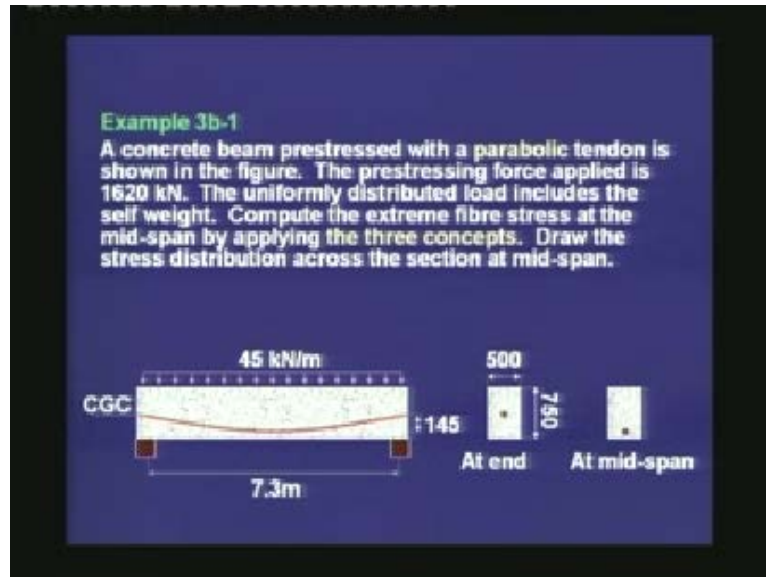 Example 3b-1
A concrete beam prestressed with a parabolic tendon is
shown in the figure. The prestressing force applied is
1620 kN. The uniformly distributed load includes the
self weight. Compute the extreme fibre stress at the
mid-span by applying the three concepts. Draw the
stress distribution across the section at mid-span.
45 kN/m
500
CGC
145
750
At end
At mid-span
7.3m